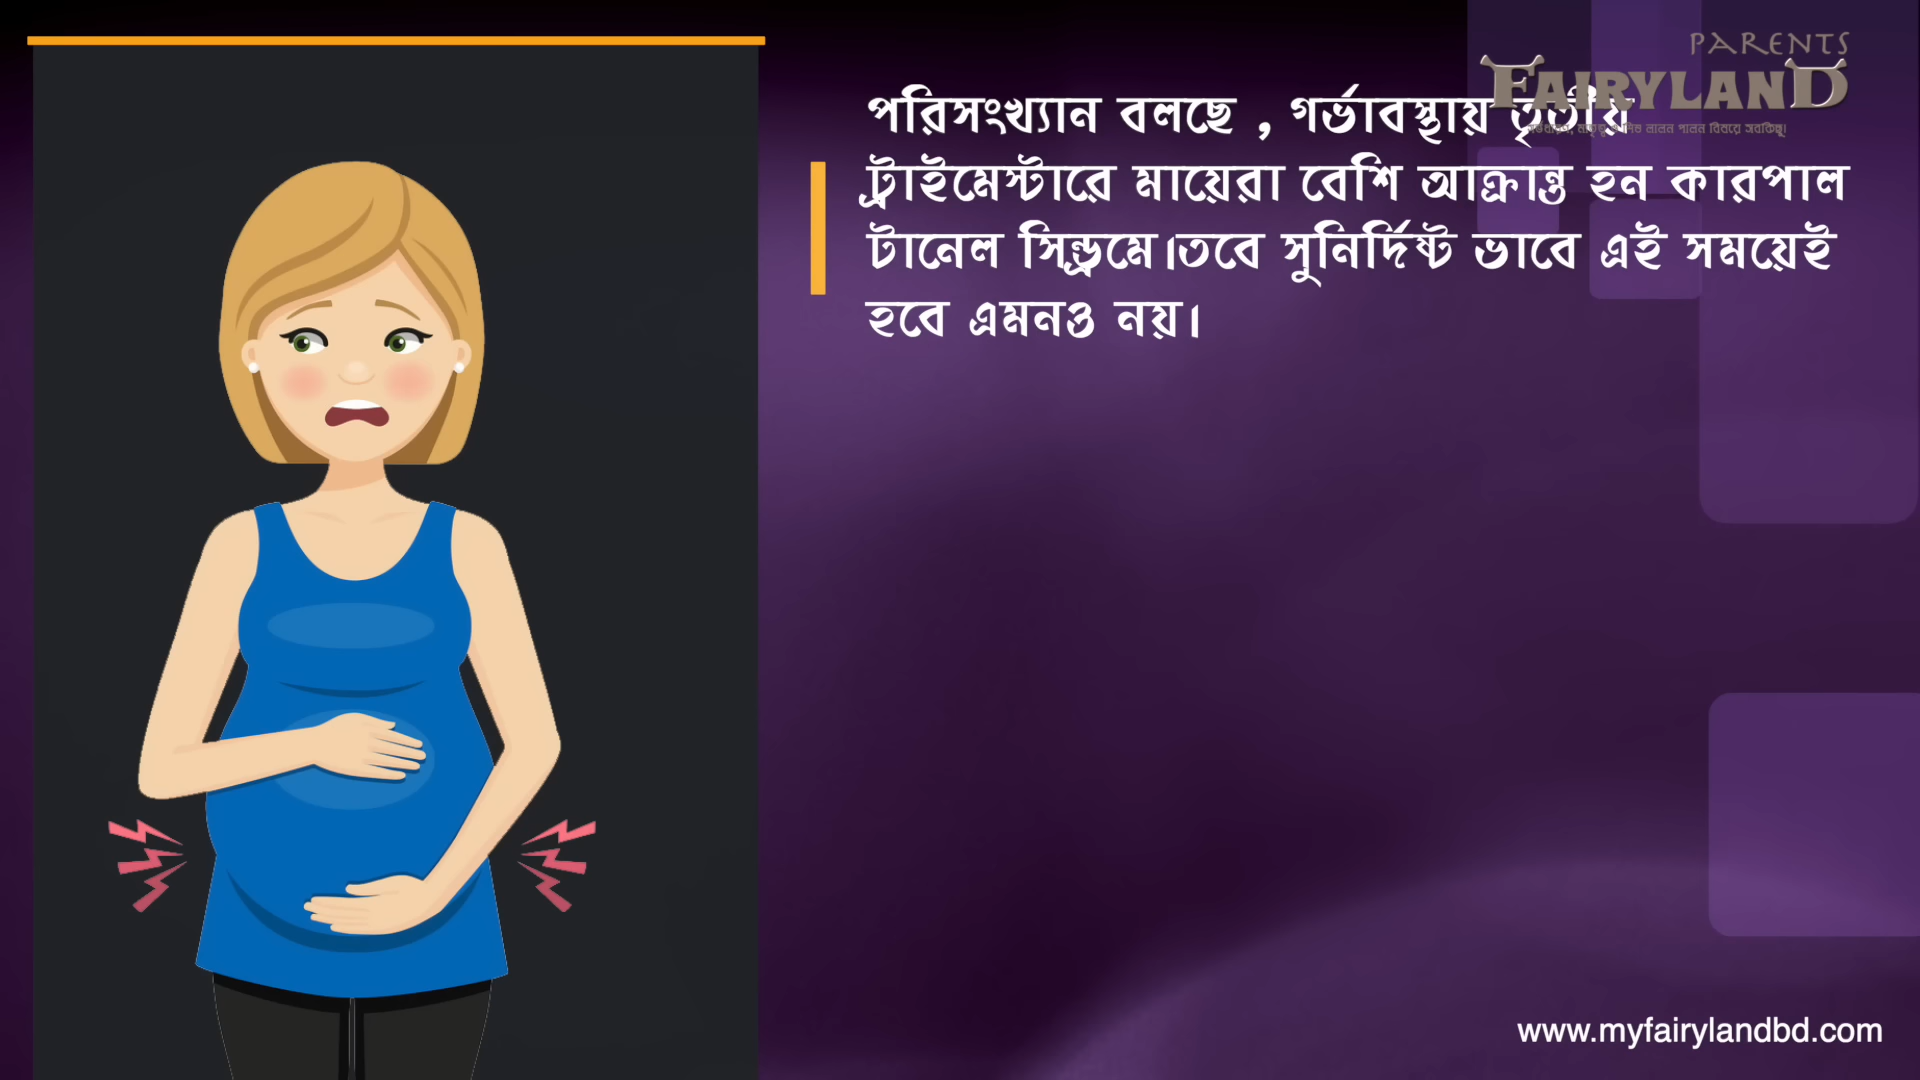 PARENTS
FAIRYLAND
পরিসংখ্যান বলছে , গর্ভাবস্থায় তৃতীয়
ট্রাইমেস্টারে মায়েরা বেশি আক্রান্ত হন কারপাল
টানেল সিন্ড্রমে।তবে সুনির্দিষ্ট ভাবে এই সময়েই
হবে এমনও নয়।
www.myfairylandbd.com